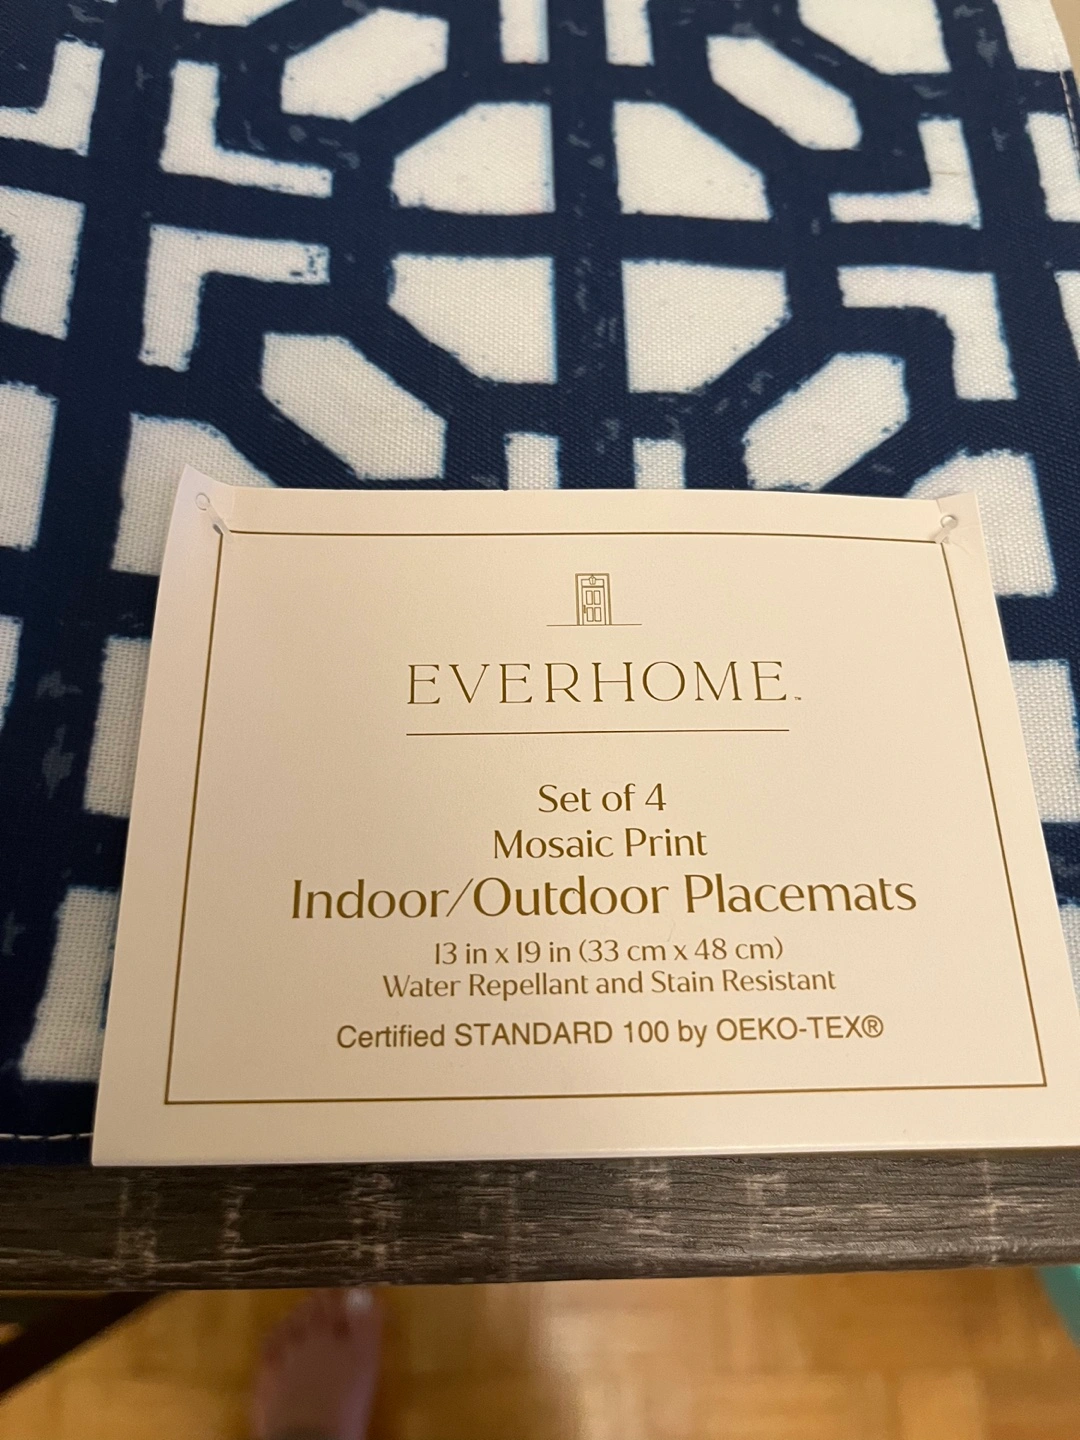 EVERHOME™
Set of 4
Mosaic Print
Indoor/Outdoor Placemats
13 in x 19 in (33 cm x 48 cm)
Water Repellant and Stain Resistant
Certified STANDARD 100 by OEKO-TEX®